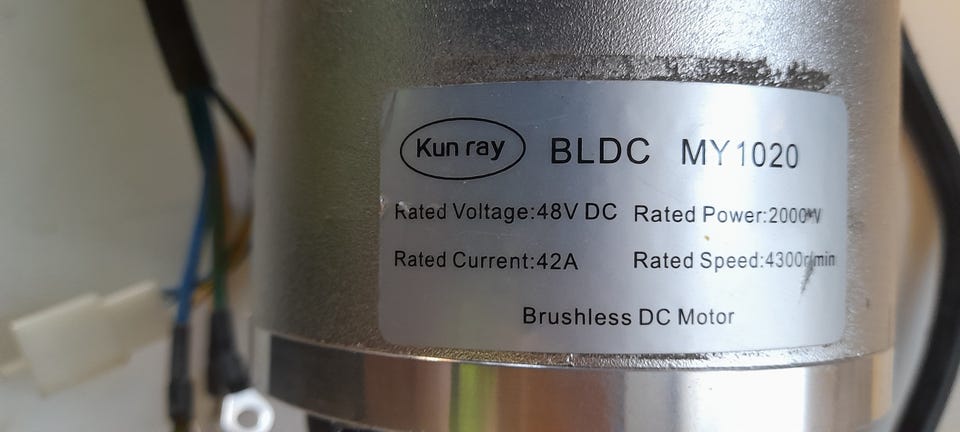 Kun ray BLDC MY1020
Rated Voltage:48V DC Rated Power:2000W
Rated Current:42A Rated Speed:4300r/min
Brushless DC Motor